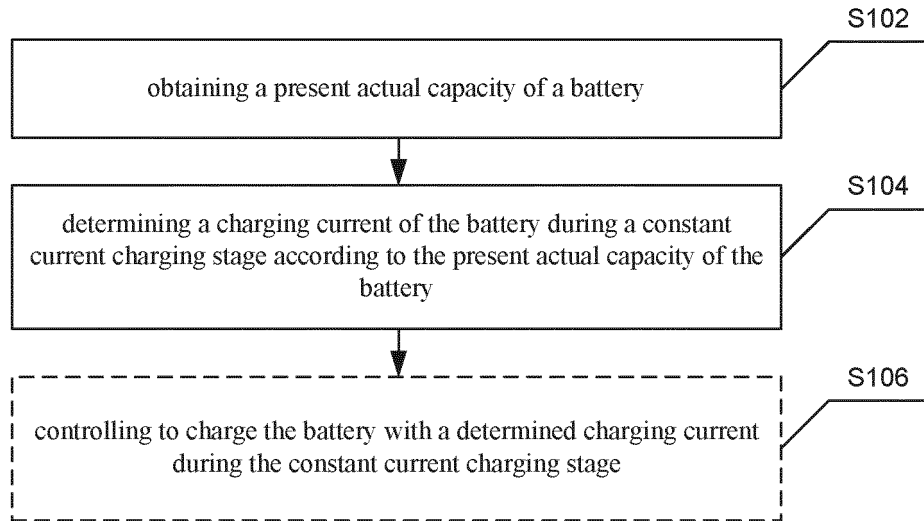 S102
obtaining a present actual capacity of a battery
S104
determining a charging current of the battery during a constant
current charging stage according to the present actual capacity of the
battery
S106
controlling to charge the battery with a determined charging current
during the constant current charging stage